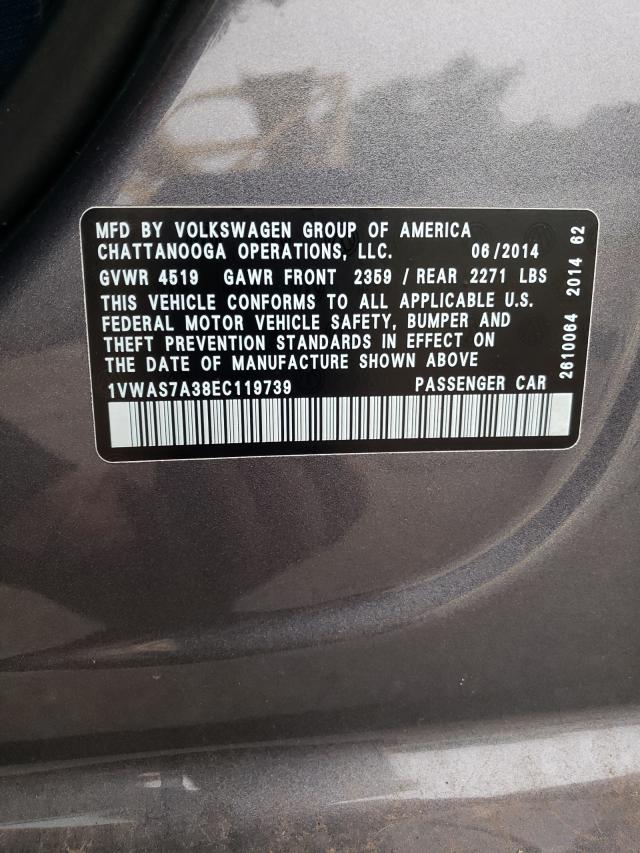 MFD BY VOLKSWAGEN GROUP OF AMERICA
CHATTANOOGA OPERATIONS, LLC. 06/2014
GVWR 4519 GAWR FRONT 2359 / REAR 2271 LBS
THIS VEHICLE CONFORMS TO ALL APPLICABLE U.S.
FEDERAL MOTOR VEHICLE SAFETY, BUMPER AND
THEFT PREVENTION STANDARDS IN EFFECT ON
THE DATE OF MANUFACTURE SHOWN ABOVE
1VWAS7A38EC119739 PASSENGER CAR
2610064 2014 62